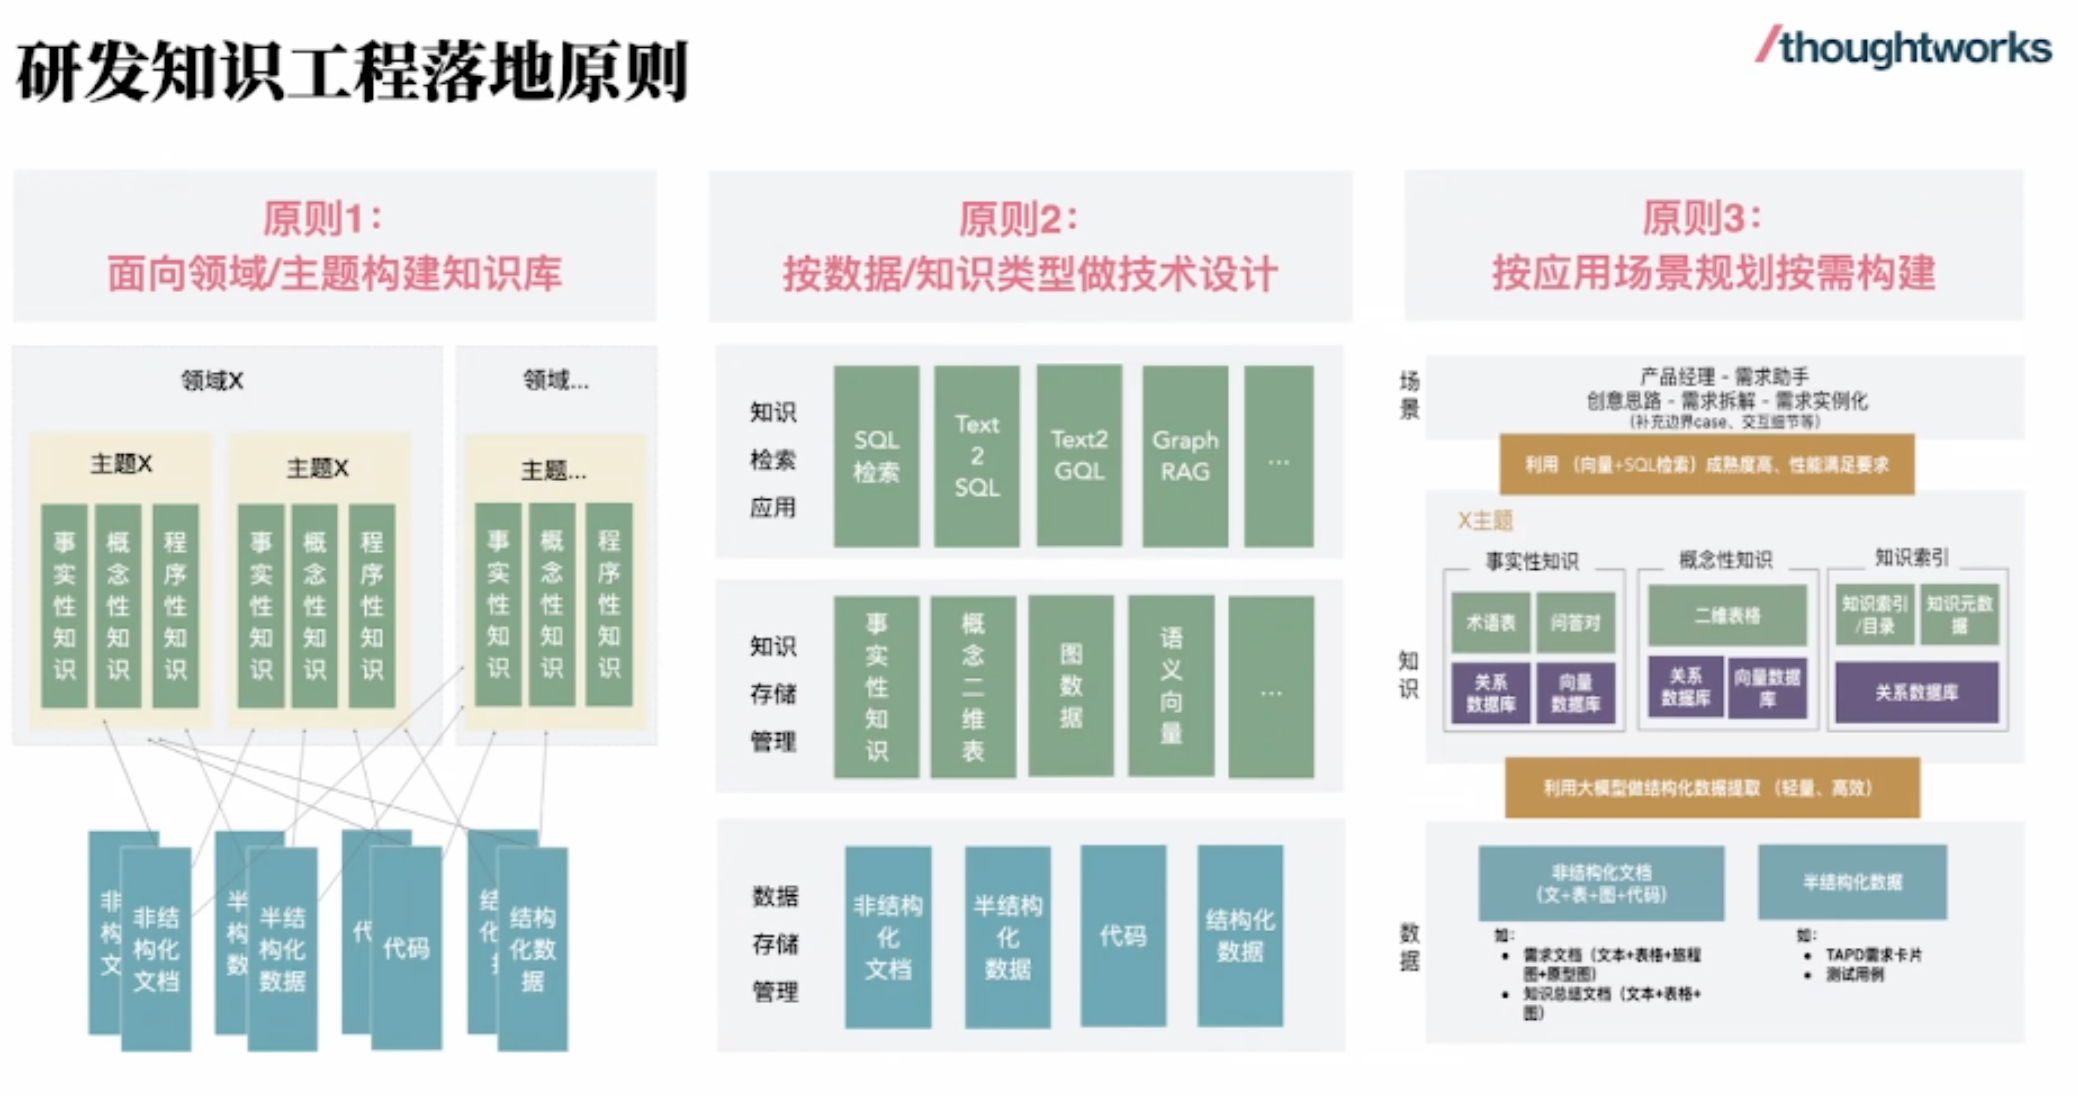 研发知识工程落地原则
/thoughtworks
原则1：
面向领域/主题构建知识库
领域X
领域...
主题X
主题X
主题...
事实性知识
概念性知识
程序性知识
事实性知识
概念性知识
程序性知识
事实性知识
概念性知识
程序性知识
非
构
文
非结
构化
文档
半
构
数
半结
构化
数据
代
代码
结
化
结构
化数
据
原则2：
按数据/知识类型做技术设计
知识
检索
应用
SQL
检索
Text
2
SQL
Text2
GQL
Graph
RAG
...
知识
存储
管理
事实性知识
概念二维表
图数据
语义向量
...
数据
存储
管理
非结构
化
文档
半结构
化
数据
代码
结构化
数据
原则3：
按应用场景规划按需构建
场景
产品经理 - 需求助手
创意思路 - 需求拆解 - 需求实例化
（补充边界case、交互细节等）
利用 （向量+SQL检索）成熟度高、性能满足要求
知识
X主题
事实性知识
术语表
问答对
关系
数据库
向量
数据库
概念性知识
二维表格
关系
数据库
向量数据
库
知识索引
知识索引
/目录
知识元数
据
关系数据库
利用大模型做结构化数据提取 （轻量、高效）
数据
非结构化文档
（文+表+图+代码）
如：
• 需求文档（文本+表格+旅程
图+原型图）
• 知识总结文档（文本+表格+
图）
半结构化数据
如：
• TAPD需求卡片
• 测试用例